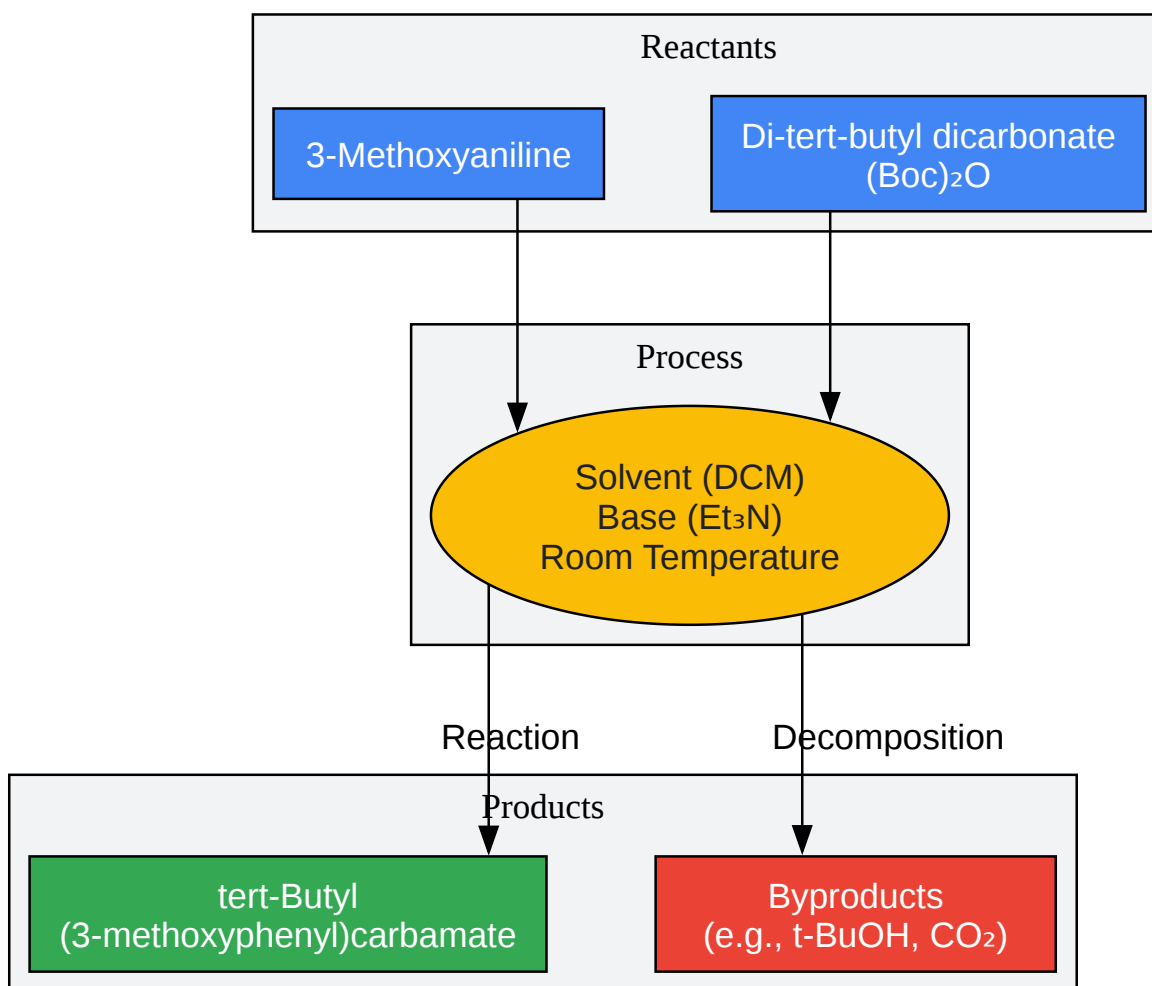 Reactants
3-Methoxyaniline
Di-tert-butyl dicarbonate
(Boc)₂O
Process
Solvent (DCM)
Base (Et₃N)
Room Temperature
Reaction
Decomposition
Products
tert-Butyl
(3-methoxyphenyl)carbamate
Byproducts
(e.g., t-BuOH, CO₂)